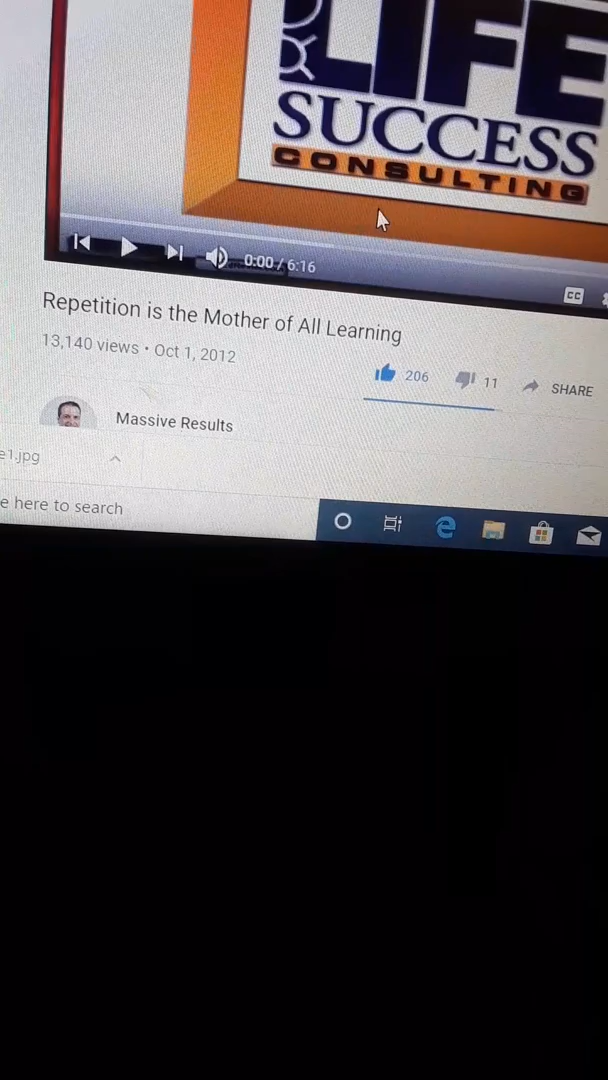 LIFE
SUCCESS
CONSULTING
0:00 / 6:16
CC
Repetition is the Mother of All Learning
13,140 views • Oct 1, 2012
206 11 SHARE
Massive Results
e1.jpg
e here to search